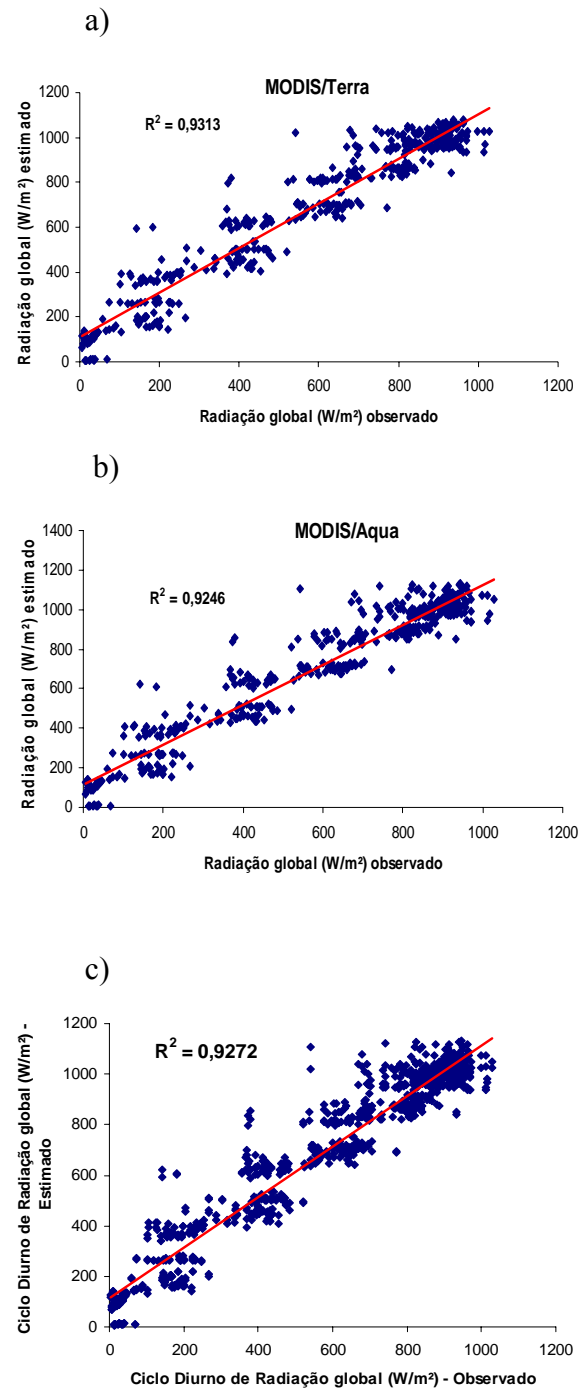 a)
MODIS/Terra
R² = 0,9313
Radiação global (W/m²) estimado
1200
1000
800
600
400
200
0
0 200 400 600 800 1000 1200
Radiação global (W/m²) observado
b)
MODIS/Aqua
R² = 0,9246
Radiação global (W/m²) estimado
1400
1200
1000
800
600
400
200
0
0 200 400 600 800 1000 1200
Radiação global (W/m²) observado
c)
R² = 0,9272
Ciclo Diurno de Radiação global (W/m²) -
Estimado
1200
1000
800
600
400
200
0
0 200 400 600 800 1000 1200
Ciclo Diurno de Radiação global (W/m²) - Observado